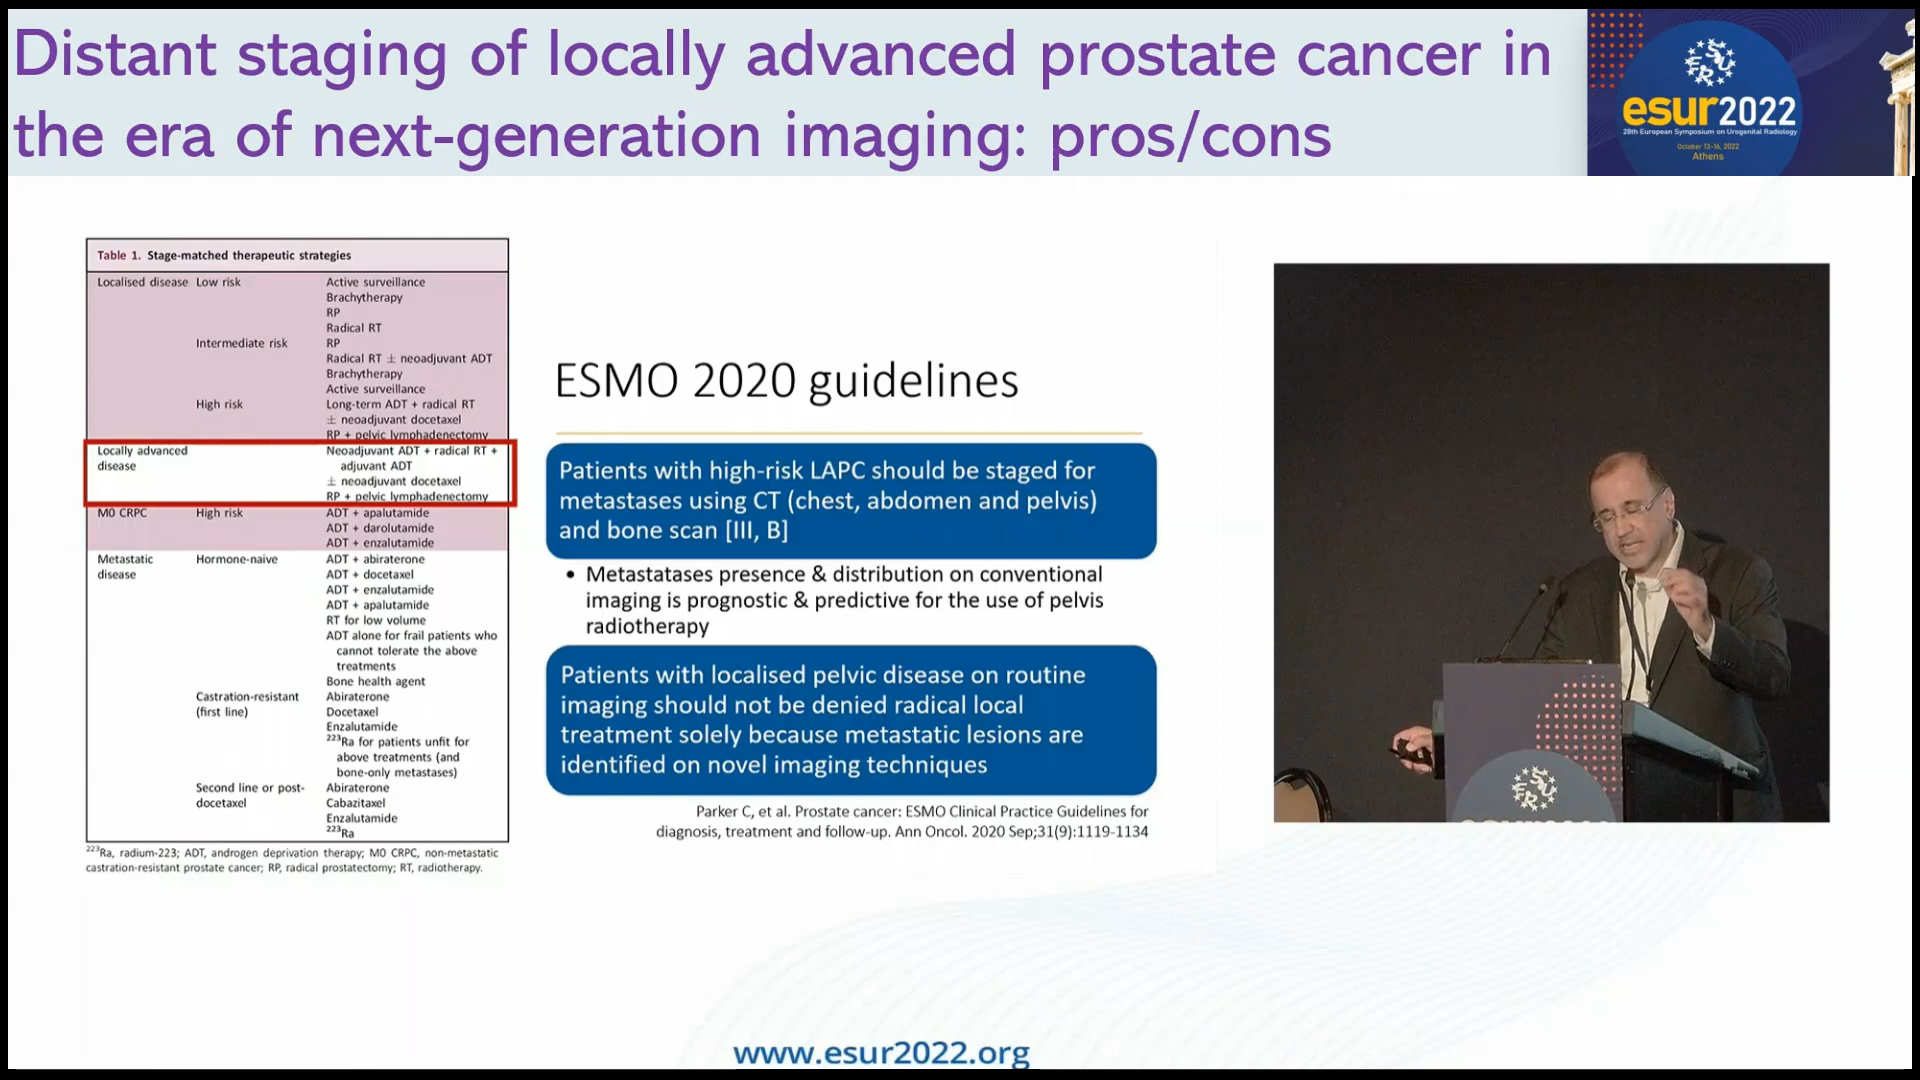 Distant staging of locally advanced prostate cancer in
the era of next-generation imaging: pros/cons
esur2022
28th European Symposium on Urogenital Radiology
October 13-16, 2022
Athens
Table 1. Stage-matched therapeutic strategies
Localised disease Low risk Active surveillance
Brachytherapy
RP
Radical RT
Intermediate risk RP
Radical RT ± neoadjuvant ADT
Brachytherapy
Active surveillance
High risk Long-term ADT + radical RT
± neoadjuvant docetaxel
RP + pelvic lymphadenectomy
Locally advanced Neoadjuvant ADT + radical RT +
disease adjuvant ADT
± neoadjuvant docetaxel
RP + pelvic lymphadenectomy
M0 CRPC High risk ADT + apalutamide
ADT + darolutamide
ADT + enzalutamide
Metastatic Hormone-naive ADT + abiraterone
disease ADT + docetaxel
ADT + enzalutamide
ADT + apalutamide
RT for low volume
ADT alone for frail patients who
cannot tolerate the above
treatments
Bone health agent
Castration-resistant Abiraterone
(first line) Docetaxel
Enzalutamide
²²³Ra for patients unfit for
above treatments (and
bone-only metastases)
Second line or post- Abiraterone
docetaxel Cabazitaxel
Enzalutamide
²²³Ra
²²³Ra, radium-223; ADT, androgen deprivation therapy; M0 CRPC, non-metastatic
castration-resistant prostate cancer; RP, radical prostatectomy; RT, radiotherapy.
ESMO 2020 guidelines
Patients with high-risk LAPC should be staged for
metastases using CT (chest, abdomen and pelvis)
and bone scan [III, B]
• Metastatases presence & distribution on conventional
imaging is prognostic & predictive for the use of pelvis
radiotherapy
Patients with localised pelvic disease on routine
imaging should not be denied radical local
treatment solely because metastatic lesions are
identified on novel imaging techniques
Parker C, et al. Prostate cancer: ESMO Clinical Practice Guidelines for
diagnosis, treatment and follow-up. Ann Oncol. 2020 Sep;31(9):1119-1134
ESUR
www.esur2022.org